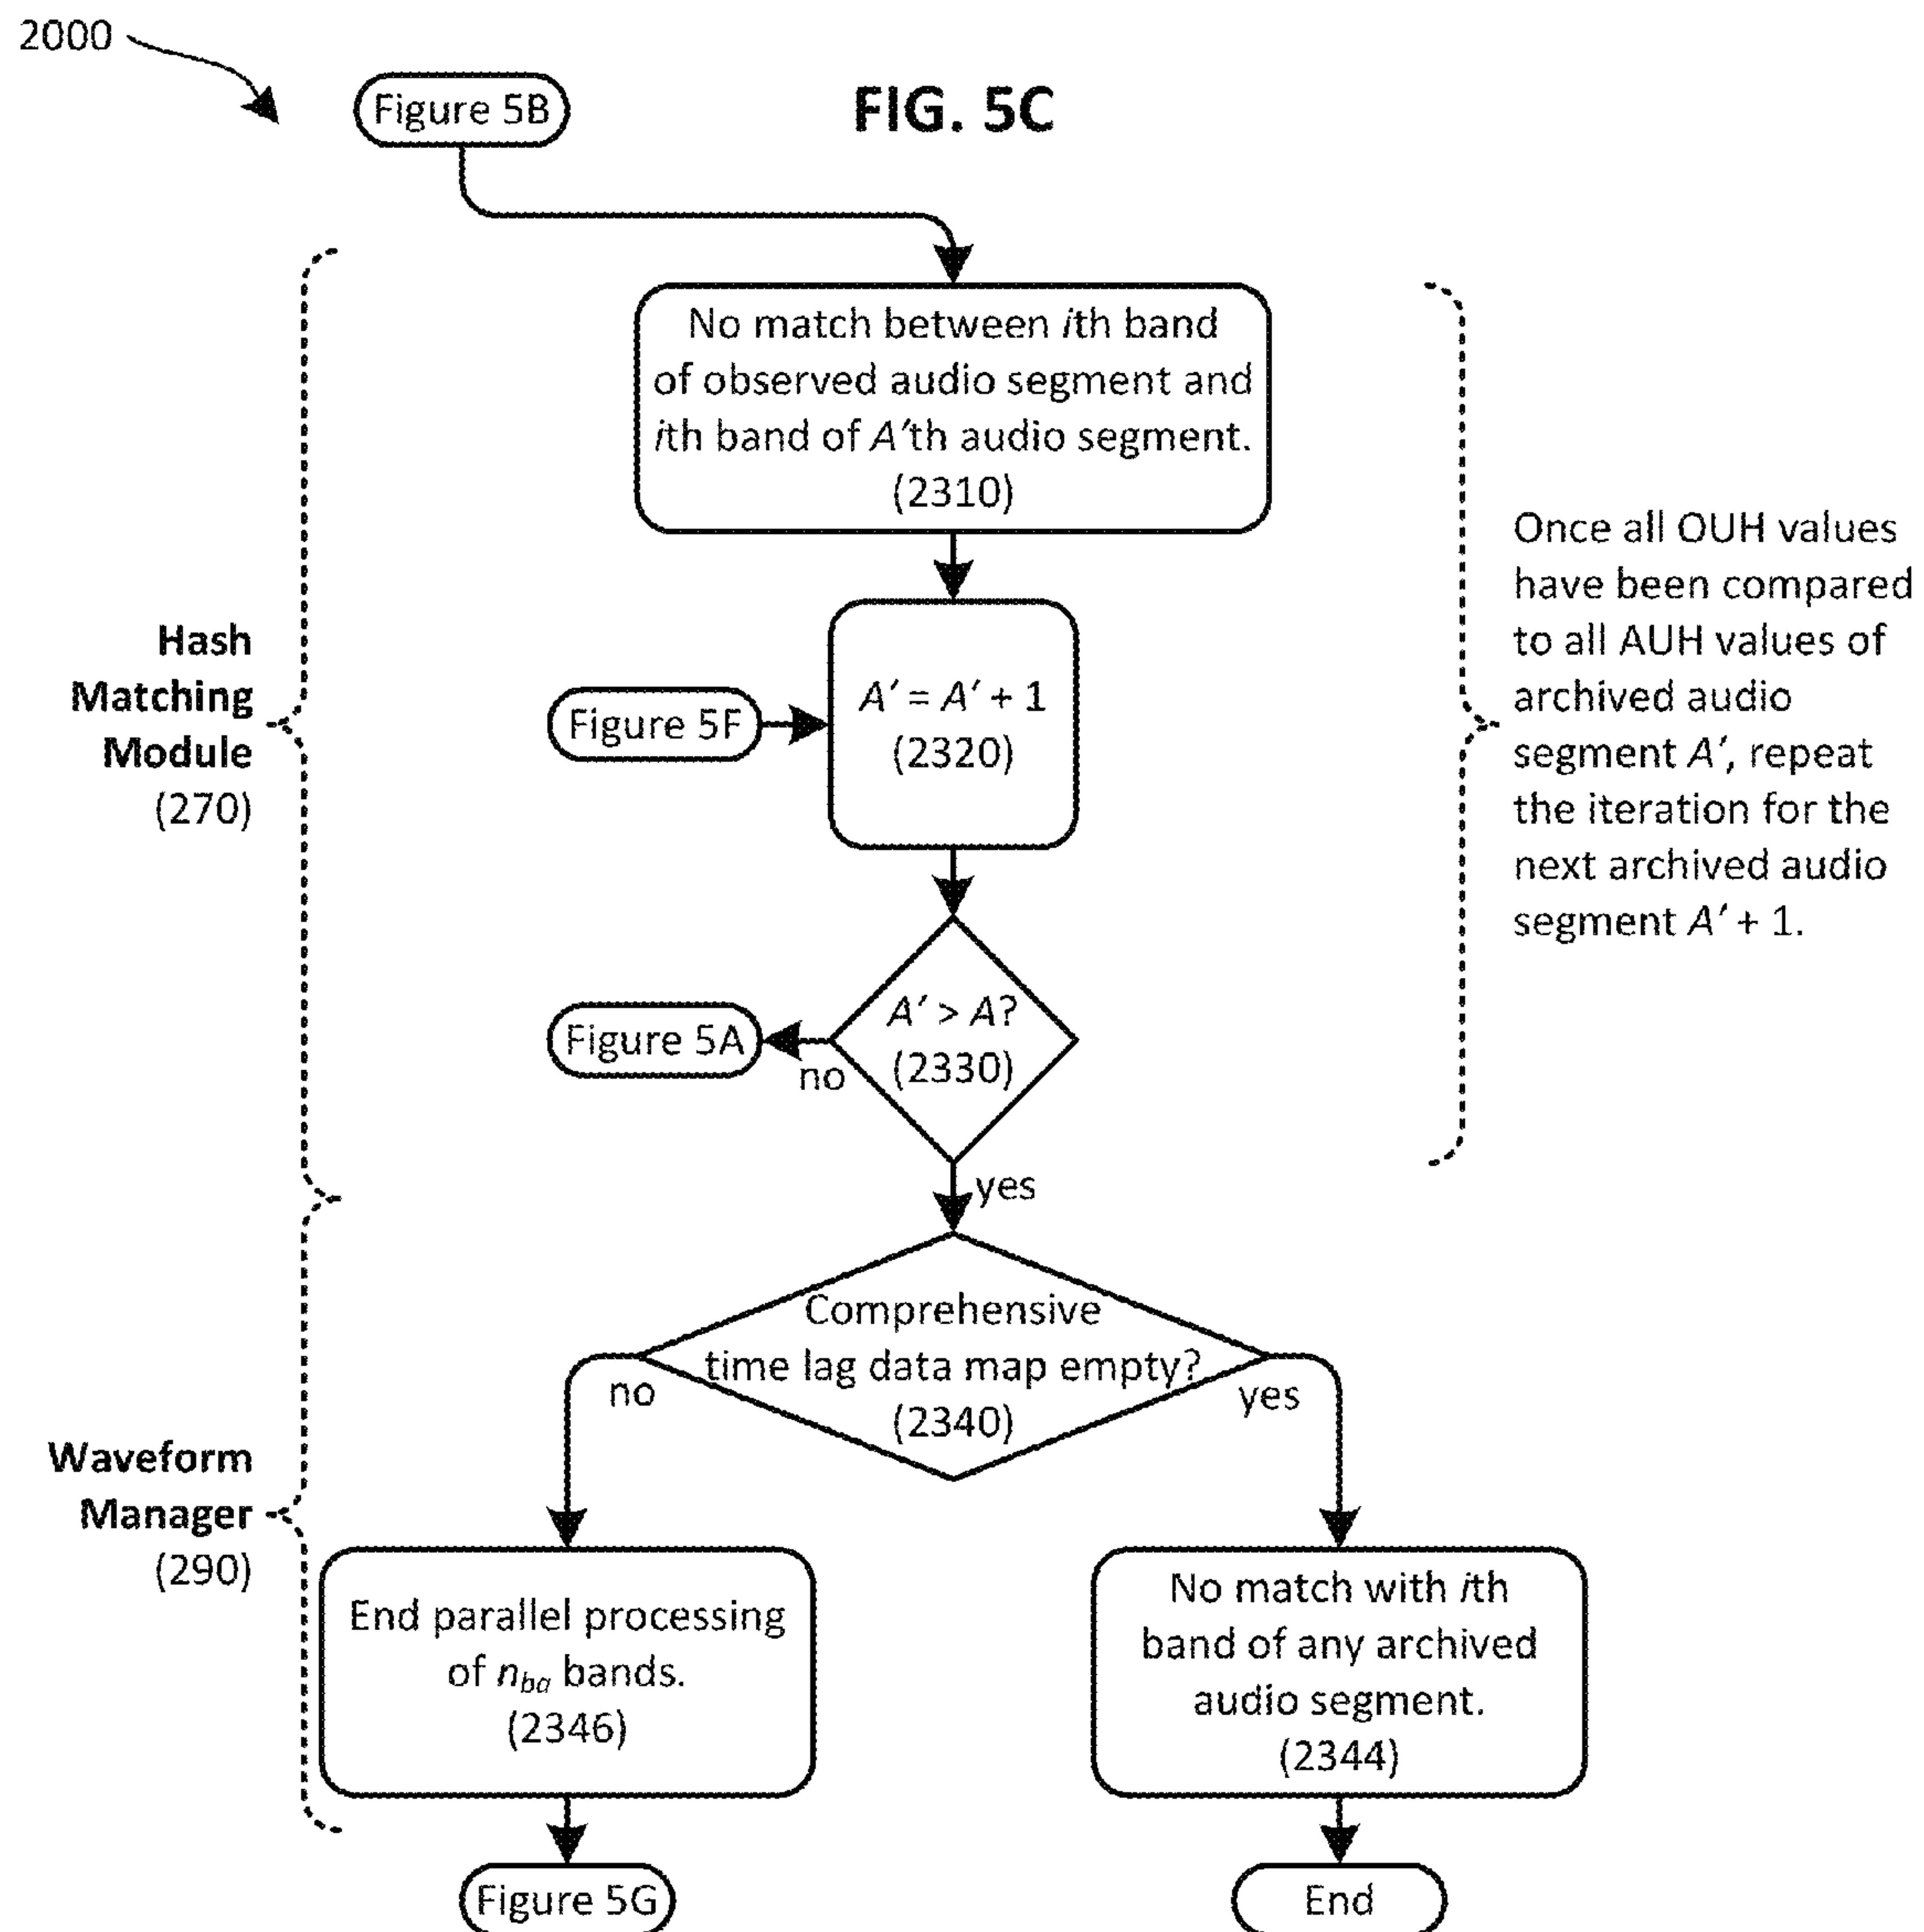 2000
Figure 5B
FIG. 5C
No match between ith band
of observed audio segment and
ith band of A′th audio segment.
(2310)
Hash
Matching
Module
(270)
Figure 5F
A′ = A′ + 1
(2320)
Once all OUH values
have been compared
to all AUH values of
archived audio
segment A′, repeat
the iteration for the
next archived audio
segment A′ + 1.
Figure 5A
no
A′ > A?
(2330)
yes
Comprehensive
time lag data map empty?
(2340)
no
yes
Waveform
Manager
(290)
End parallel processing
of nba bands.
(2346)
No match with ith
band of any archived
audio segment.
(2344)
Figure 5G
End